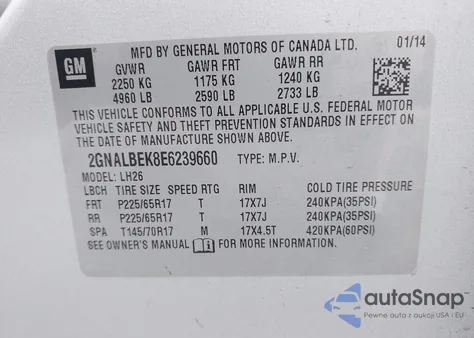 GM
MFD BY GENERAL MOTORS OF CANADA LTD. 01/14
GVWR GAWR FRT GAWR RR
2250 KG 1175 KG 1240 KG
4960 LB 2590 LB 2733 LB
THIS VEHICLE CONFORMS TO ALL APPLICABLE U.S. FEDERAL MOTOR
VEHICLE SAFETY AND THEFT PREVENTION STANDARDS IN EFFECT ON
THE DATE OF MANUFACTURE SHOWN ABOVE.
2GNALBEK8E6239660 TYPE: M.P.V.
MODEL: LH26
LBCH TIRE SIZE SPEED RTG RIM COLD TIRE PRESSURE
FRT P225/65R17 T 17X7J 240KPA(35PSI)
RR P225/65R17 T 17X7J 240KPA(35PSI)
SPA T145/70R17 M 17X4.5T 420KPA(60PSI)
SEE OWNER'S MANUAL i FOR MORE INFORMATION.
autoSnap
Pewne auta z aukcji USA i EU